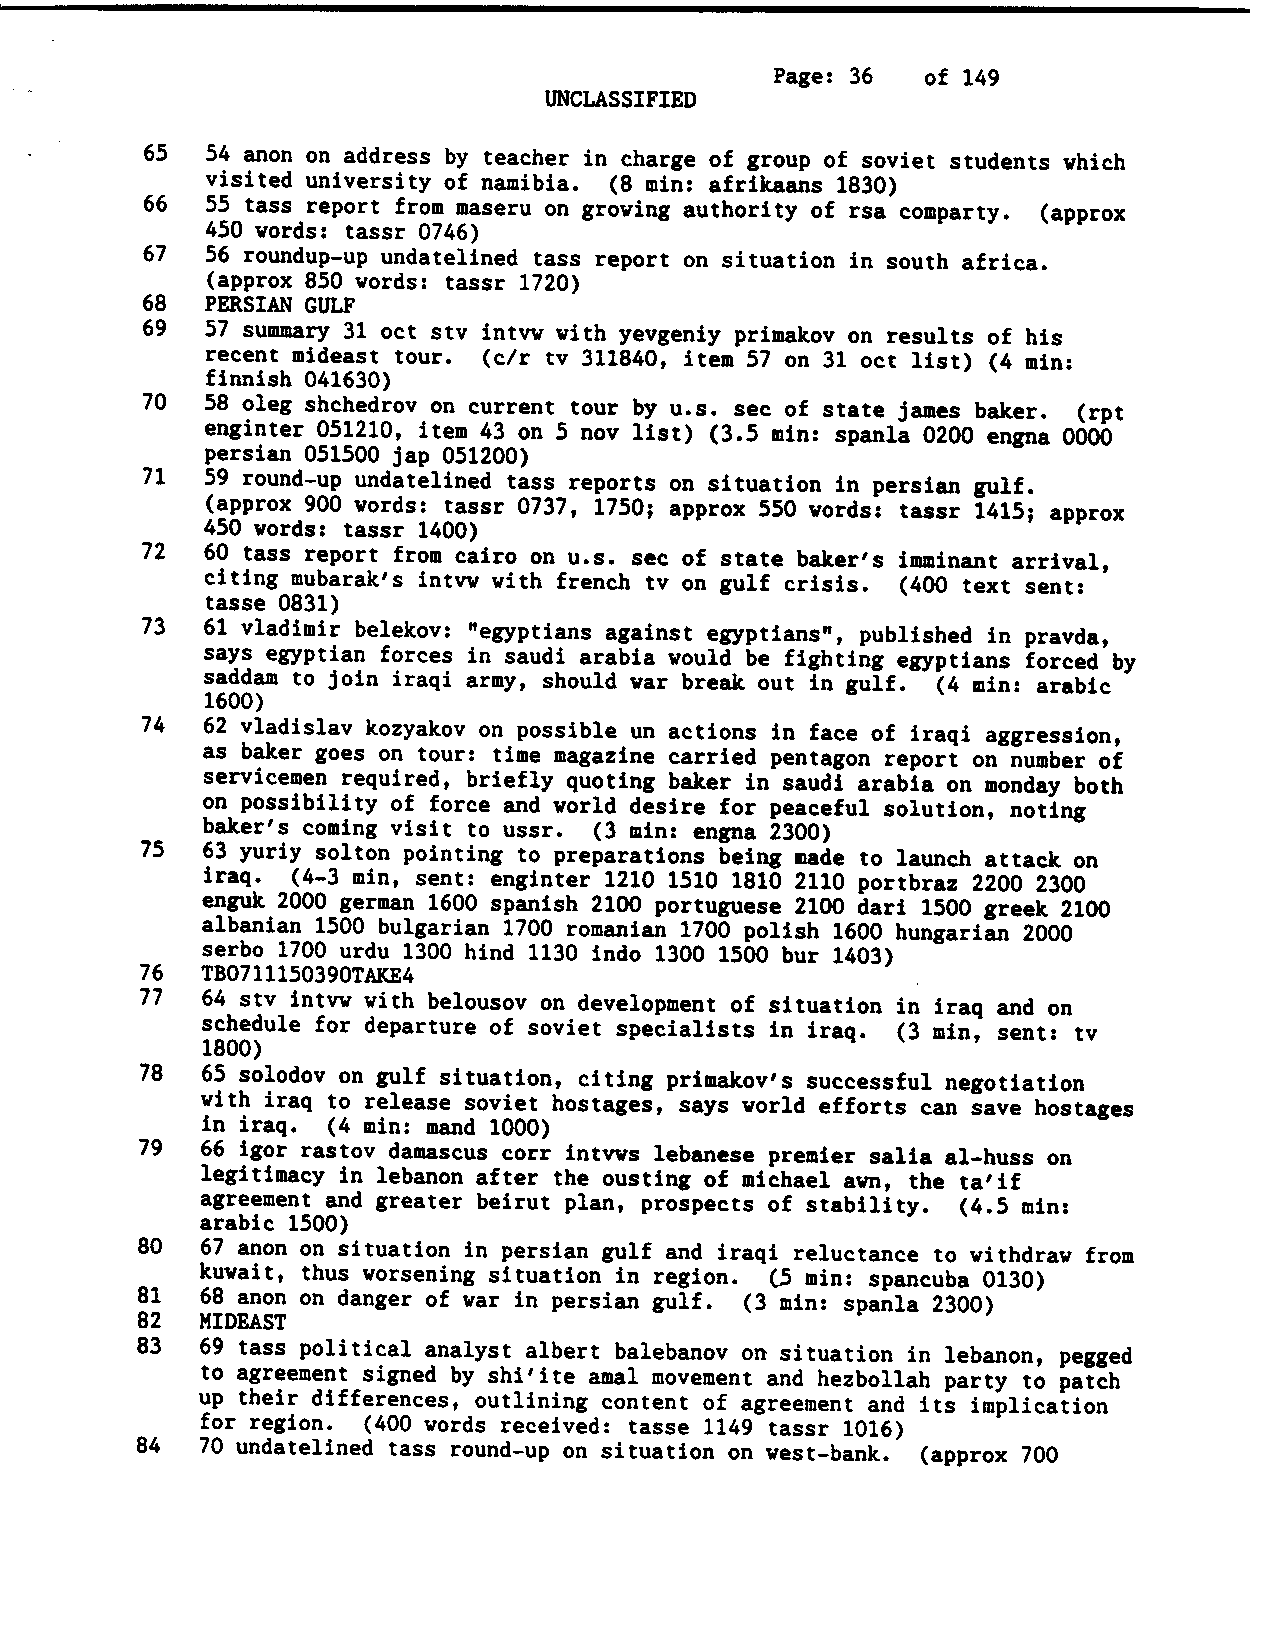 Page: 36 of 149
UNCLASSIFIED
65 54 anon on address by teacher in charge of group of soviet students which
visited university of namibia. (8 min: afrikaans 1830)
66 55 tass report from maseru on growing authority of rsa comparty. (approx
450 words: tassr 0746)
67 56 roundup-up undatelined tass report on situation in south africa.
(approx 850 words: tassr 1720)
68 PERSIAN GULF
69 57 summary 31 oct stv intvw with yevgeniy primakov on results of his
recent mideast tour. (c/r tv 311840, item 57 on 31 oct list) (4 min:
finnish 041630)
70 58 oleg shchedrov on current tour by u.s. sec of state james baker. (rpt
enginter 051210, item 43 on 5 nov list) (3.5 min: spanla 0200 engna 0000
persian 051500 jap 051200)
71 59 round-up undatelined tass reports on situation in persian gulf.
(approx 900 words: tassr 0737, 1750; approx 550 words: tassr 1415; approx
450 words: tassr 1400)
72 60 tass report from cairo on u.s. sec of state baker's imminant arrival,
citing mubarak's intvw with french tv on gulf crisis. (400 text sent:
tasse 0831)
73 61 vladimir belekov: "egyptians against egyptians", published in pravda,
says egyptian forces in saudi arabia would be fighting egyptians forced by
saddam to join iraqi army, should war break out in gulf. (4 min: arabic
1600)
74 62 vladislav kozyakov on possible un actions in face of iraqi aggression,
as baker goes on tour: time magazine carried pentagon report on number of
servicemen required, briefly quoting baker in saudi arabia on monday both
on possibility of force and world desire for peaceful solution, noting
baker's coming visit to ussr. (3 min: engna 2300)
75 63 yuriy solton pointing to preparations being made to launch attack on
iraq. (4-3 min, sent: enginter 1210 1510 1810 2110 portbraz 2200 2300
enguk 2000 german 1600 spanish 2100 portuguese 2100 dari 1500 greek 2100
albanian 1500 bulgarian 1700 romanian 1700 polish 1600 hungarian 2000
serbo 1700 urdu 1300 hind 1130 indo 1300 1500 bur 1403)
76 TB0711150390TAKE4
77 64 stv intvw with belousov on development of situation in iraq and on
schedule for departure of soviet specialists in iraq. (3 min, sent: tv
1800)
78 65 solodov on gulf situation, citing primakov's successful negotiation
with iraq to release soviet hostages, says world efforts can save hostages
in iraq. (4 min: mand 1000)
79 66 igor rastov damascus corr intvws lebanese premier salia al-huss on
legitimacy in lebanon after the ousting of michael awn, the ta'if
agreement and greater beirut plan, prospects of stability. (4.5 min:
arabic 1500)
80 67 anon on situation in persian gulf and iraqi reluctance to withdraw from
kuwait, thus worsening situation in region. (5 min: spancuba 0130)
81 68 anon on danger of war in persian gulf. (3 min: spanla 2300)
82 MIDEAST
83 69 tass political analyst albert balebanov on situation in lebanon, pegged
to agreement signed by shi'ite amal movement and hezbollah party to patch
up their differences, outlining content of agreement and its implication
for region. (400 words received: tasse 1149 tassr 1016)
84 70 undatelined tass round-up on situation on west-bank. (approx 700